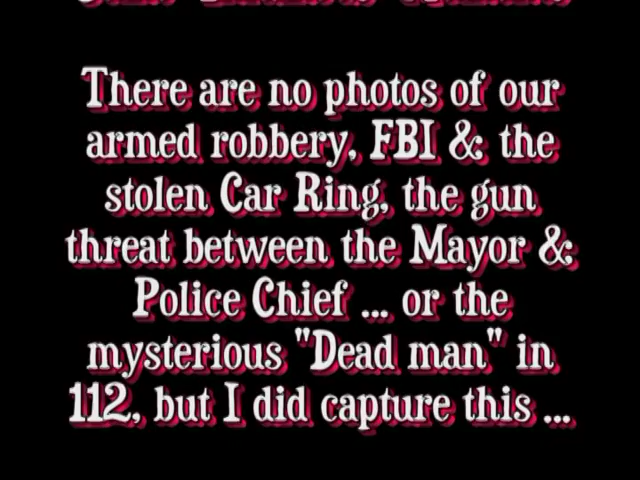 There are no photos of our
armed robbery, FBI & the
stolen Car Ring, the gun
threat between the Mayor &
Police Chief ... or the
mysterious "Dead man" in
112, but I did capture this ...